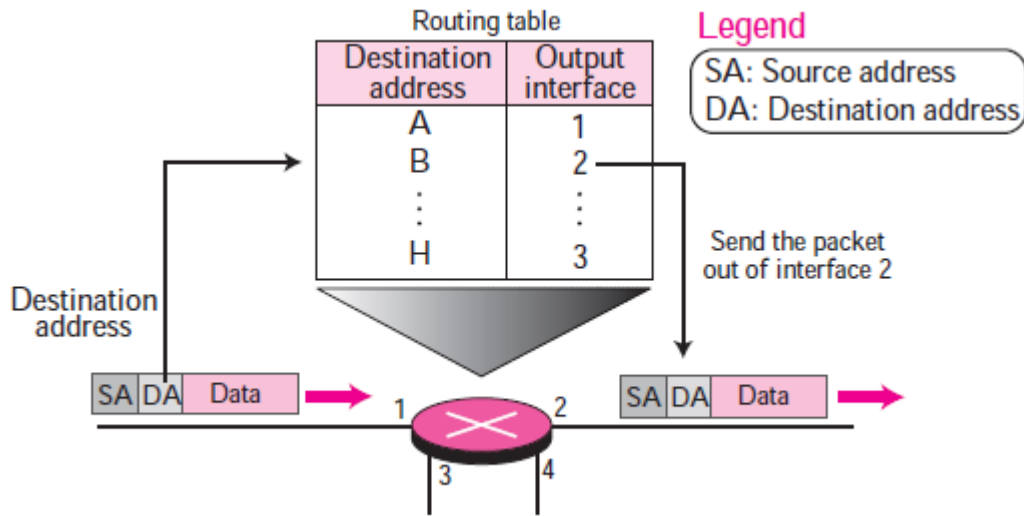 Routing table
Legend
Destination address
Output interface
SA: Source address
DA: Destination address
A 1
B 2
⋮ ⋮
H 3
Send the packet
out of interface 2
Destination
address
SA DA Data
SA DA Data
1
2
3
4